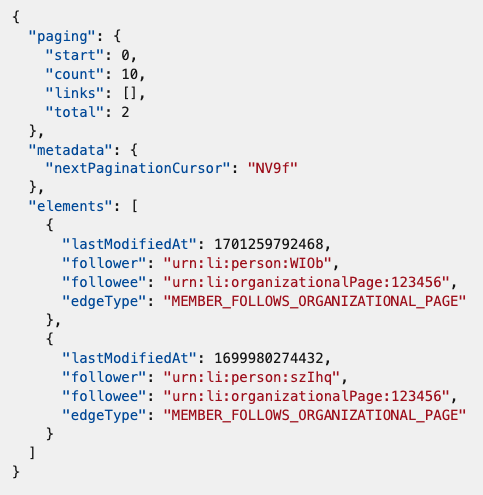 {
  "paging": {
    "start": 0,
    "count": 10,
    "links": [],
    "total": 2
  },
  "metadata": {
    "nextPaginationCursor": "NV9f"
  },
  "elements": [
    {
      "lastModifiedAt": 1701259792468,
      "follower": "urn:li:person:WIOb",
      "followee": "urn:li:organizationalPage:123456",
      "edgeType": "MEMBER_FOLLOWS_ORGANIZATIONAL_PAGE"
    },
    {
      "lastModifiedAt": 1699980274432,
      "follower": "urn:li:person:szIhq",
      "followee": "urn:li:organizationalPage:123456",
      "edgeType": "MEMBER_FOLLOWS_ORGANIZATIONAL_PAGE"
    }
  ]
}